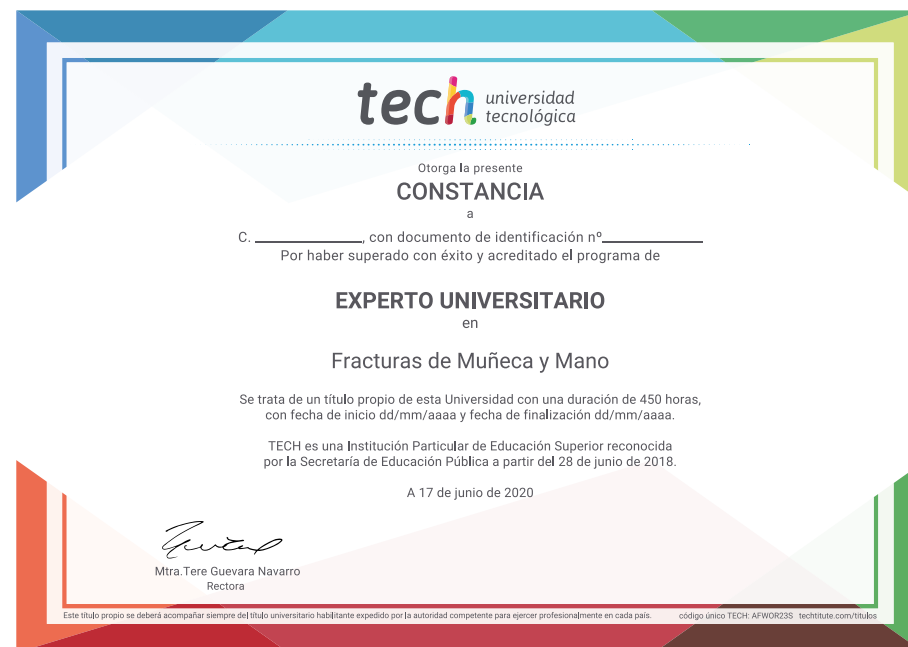 tech universidad
tecnológica
Otorga la presente
CONSTANCIA
a
C. ____________, con documento de identificación nº____________
Por haber superado con éxito y acreditado el programa de
EXPERTO UNIVERSITARIO
en
Fracturas de Muñeca y Mano
Se trata de un título propio de esta Universidad con una duración de 450 horas,
con fecha de inicio dd/mm/aaaa y fecha de finalización dd/mm/aaaa.
TECH es una Institución Particular de Educación Superior reconocida
por la Secretaría de Educación Pública a partir del 28 de junio de 2018.
A 17 de junio de 2020
Mtra.Tere Guevara Navarro
Rectora
Este título propio se deberá acompañar siempre del título universitario habilitante expedido por la autoridad competente para ejercer profesionalmente en cada país. código único TECH: AFWOR23S techtitute.com/títulos